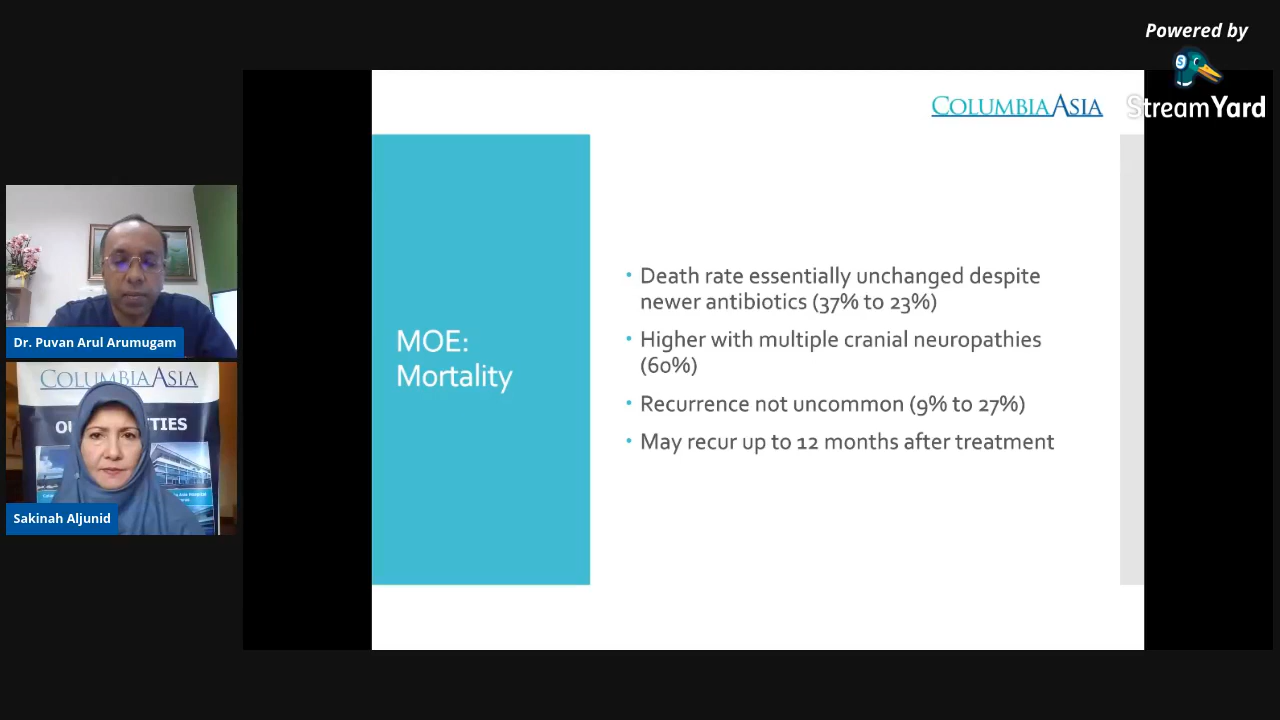 Powered by
S
StreamYard
COLUMBIA ASIA
MOE:
Mortality
• Death rate essentially unchanged despite
newer antibiotics (37% to 23%)
• Higher with multiple cranial neuropathies
(60%)
• Recurrence not uncommon (9% to 27%)
• May recur up to 12 months after treatment
Dr. Puvan Arul Arumugam
COLUMBIA ASIA
Sakinah Aljunid